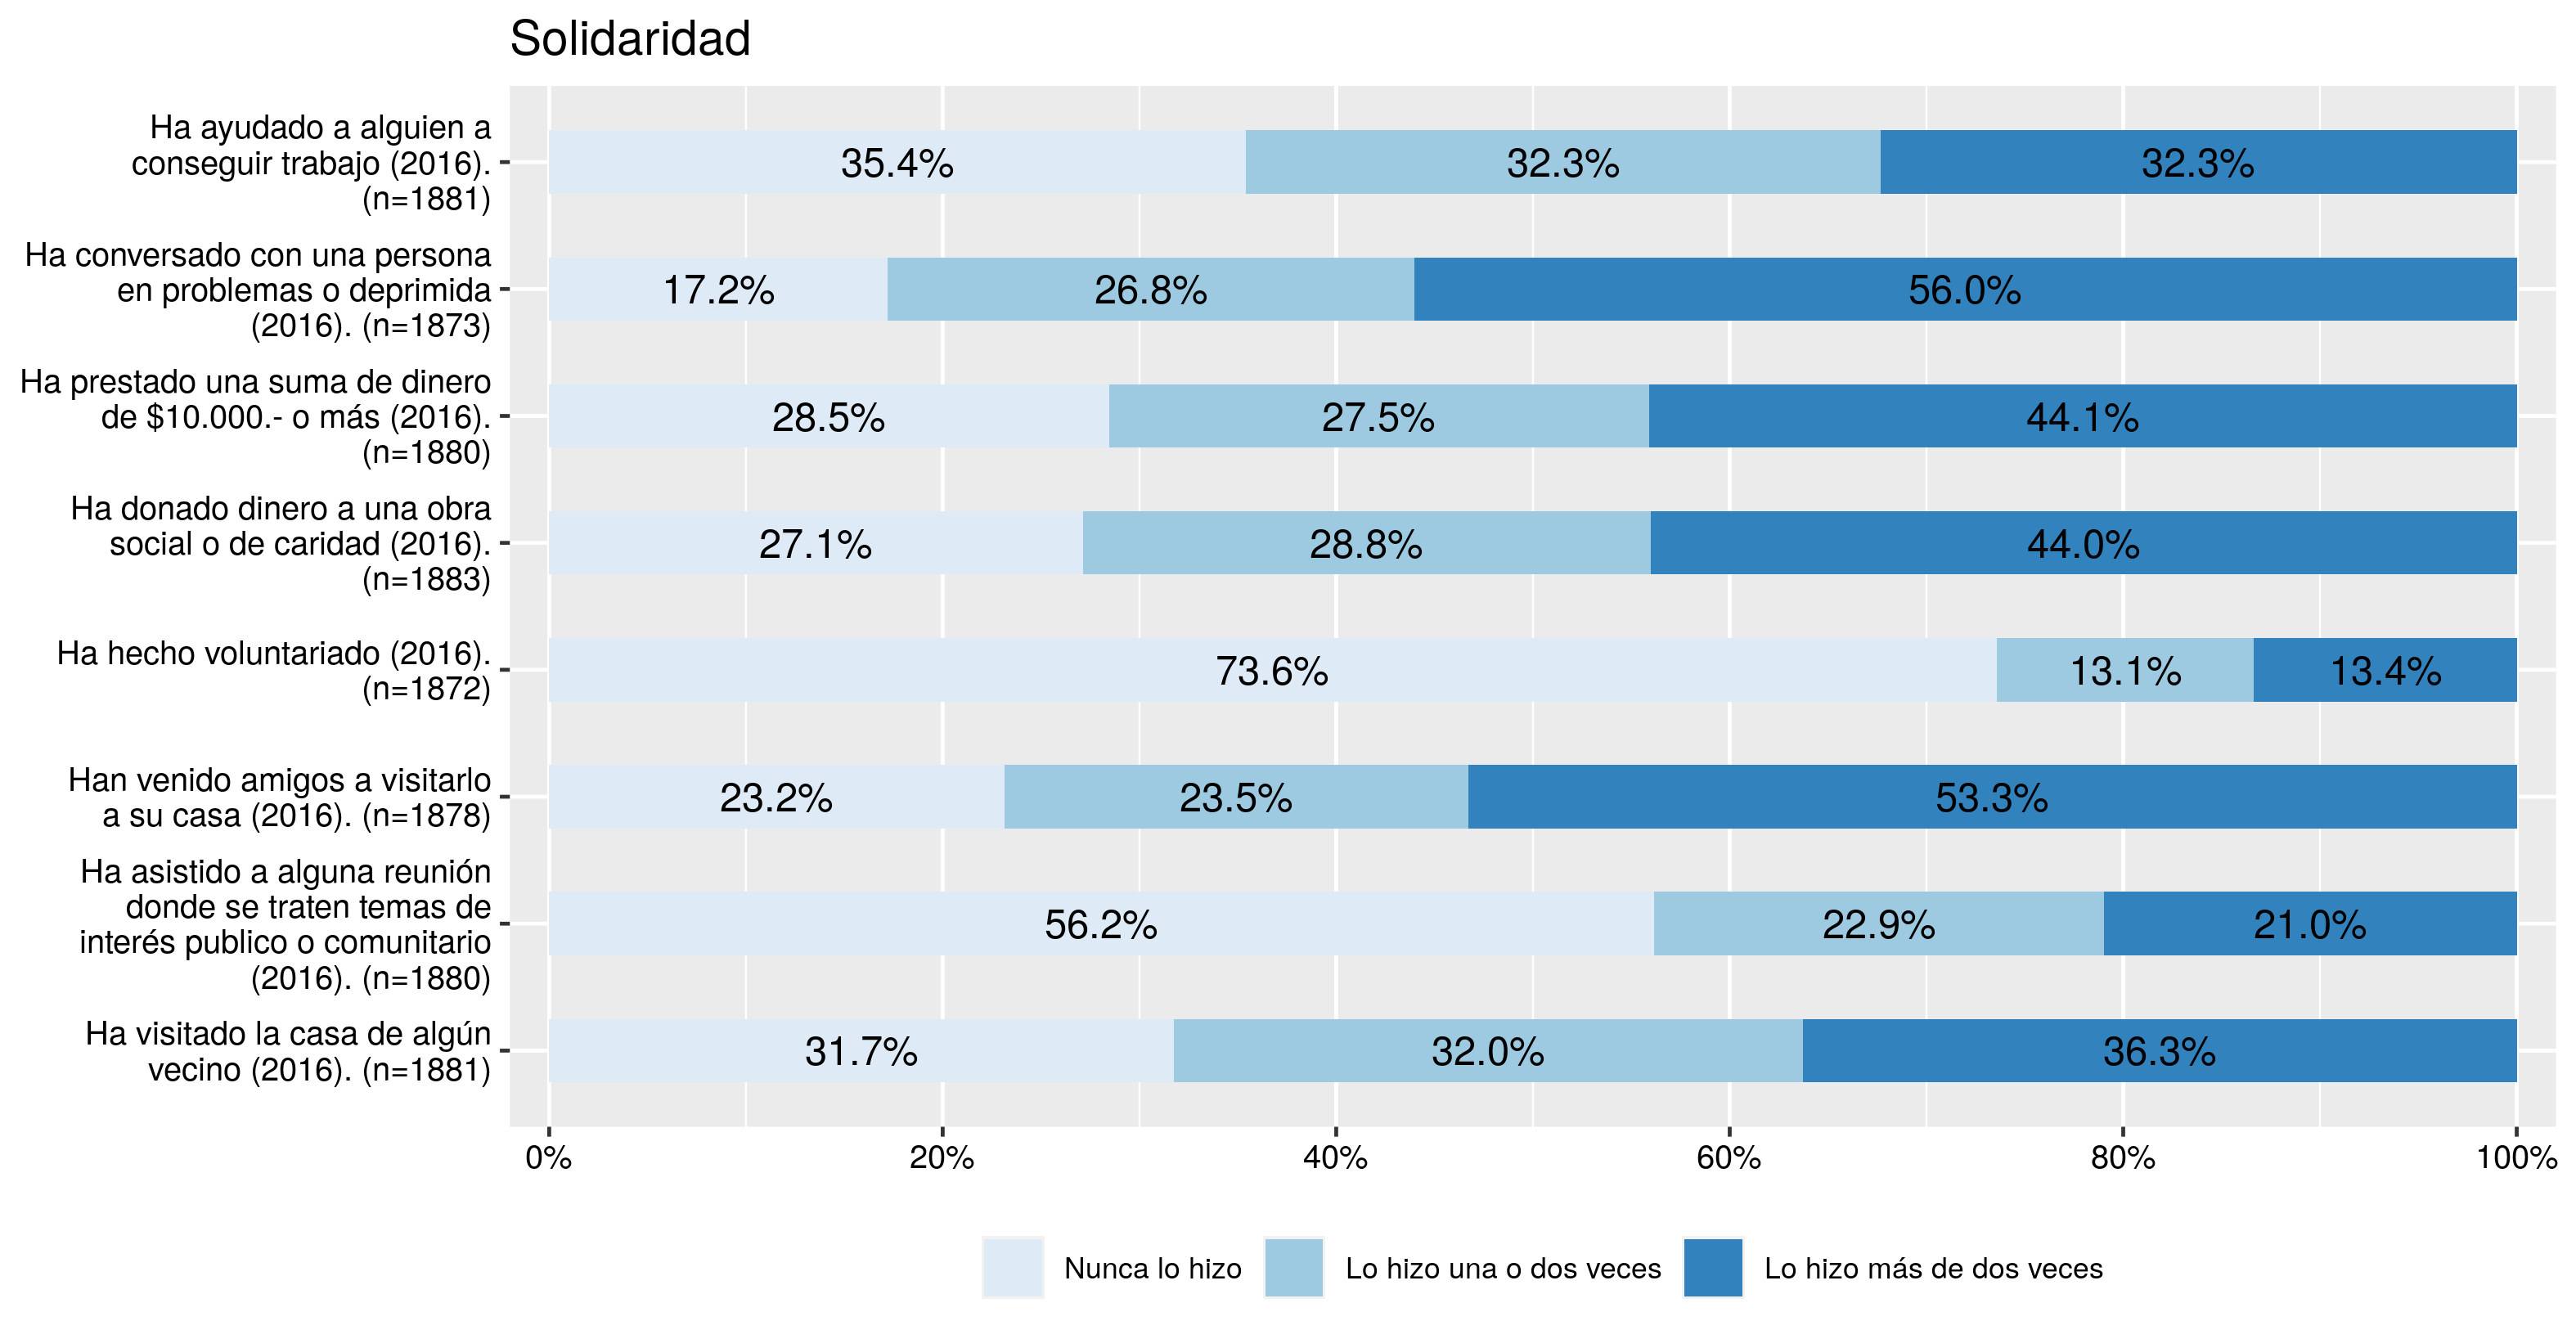 Solidaridad
Ha ayudado a alguien a
conseguir trabajo (2016).
(n=1881)
35.4%
32.3%
32.3%
Ha conversado con una persona
en problemas o deprimida
(2016). (n=1873)
17.2%
26.8%
56.0%
Ha prestado una suma de dinero
de $10.000.- o más (2016).
(n=1880)
28.5%
27.5%
44.1%
Ha donado dinero a una obra
social o de caridad (2016).
(n=1883)
27.1%
28.8%
44.0%
Ha hecho voluntariado (2016).
(n=1872)
73.6%
13.1%
13.4%
Han venido amigos a visitarlo
a su casa (2016). (n=1878)
23.2%
23.5%
53.3%
Ha asistido a alguna reunión
donde se traten temas de
interés publico o comunitario
(2016). (n=1880)
56.2%
22.9%
21.0%
Ha visitado la casa de algún
vecino (2016). (n=1881)
31.7%
32.0%
36.3%
0%
20%
40%
60%
80%
100%
Nunca lo hizo
Lo hizo una o dos veces
Lo hizo más de dos veces